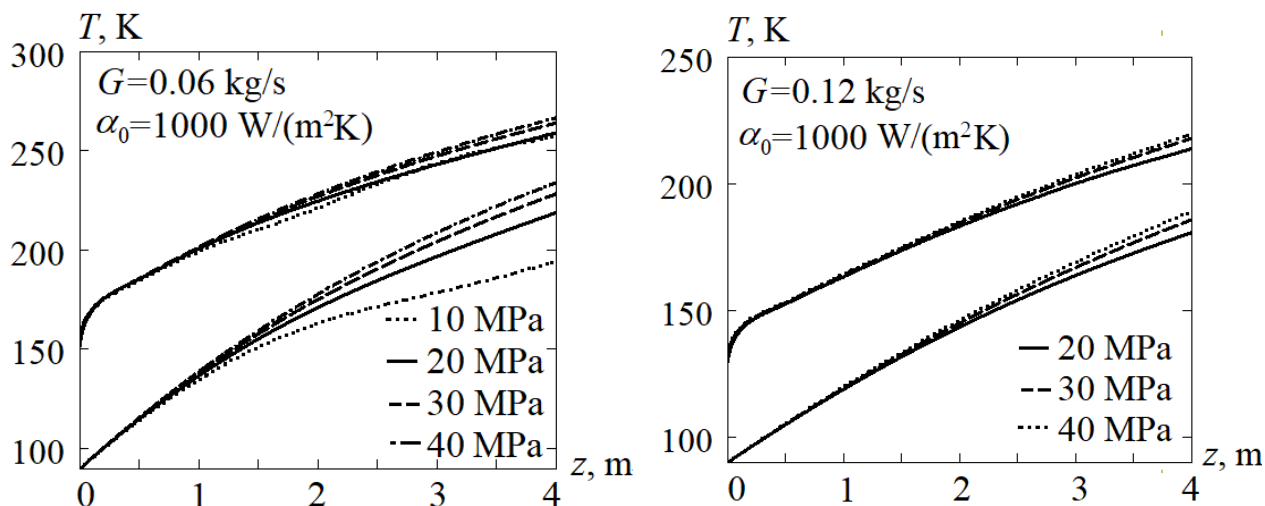 T, K
300
250
200
150
100
G=0.06 kg/s
α₀=1000 W/(m²K)
10 MPa
20 MPa
30 MPa
40 MPa
z, m
0 1 2 3 4
T, K
250
200
150
100
G=0.12 kg/s
α₀=1000 W/(m²K)
20 MPa
30 MPa
40 MPa
z, m
0 1 2 3 4